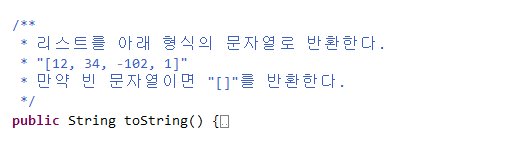 /**
 * 리스트를 아래 형식의 문자열로 반환한다.
 * "[12, 34, -102, 1]"
 * 만약 빈 문자열이면 "[]"를 반환한다.
 */
public String toString() {